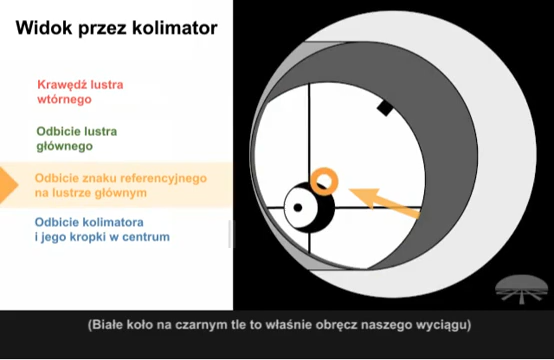 Widok przez kolimator
Krawędź lustra
wtórnego
Odbicie lustra
głównego
Odbicie znaku referencyjnego
na lustrze głównym
Odbicie kolimatora
i jego kropki w centrum
(Białe koło na czarnym tle to właśnie obręcz naszego wyciągu)